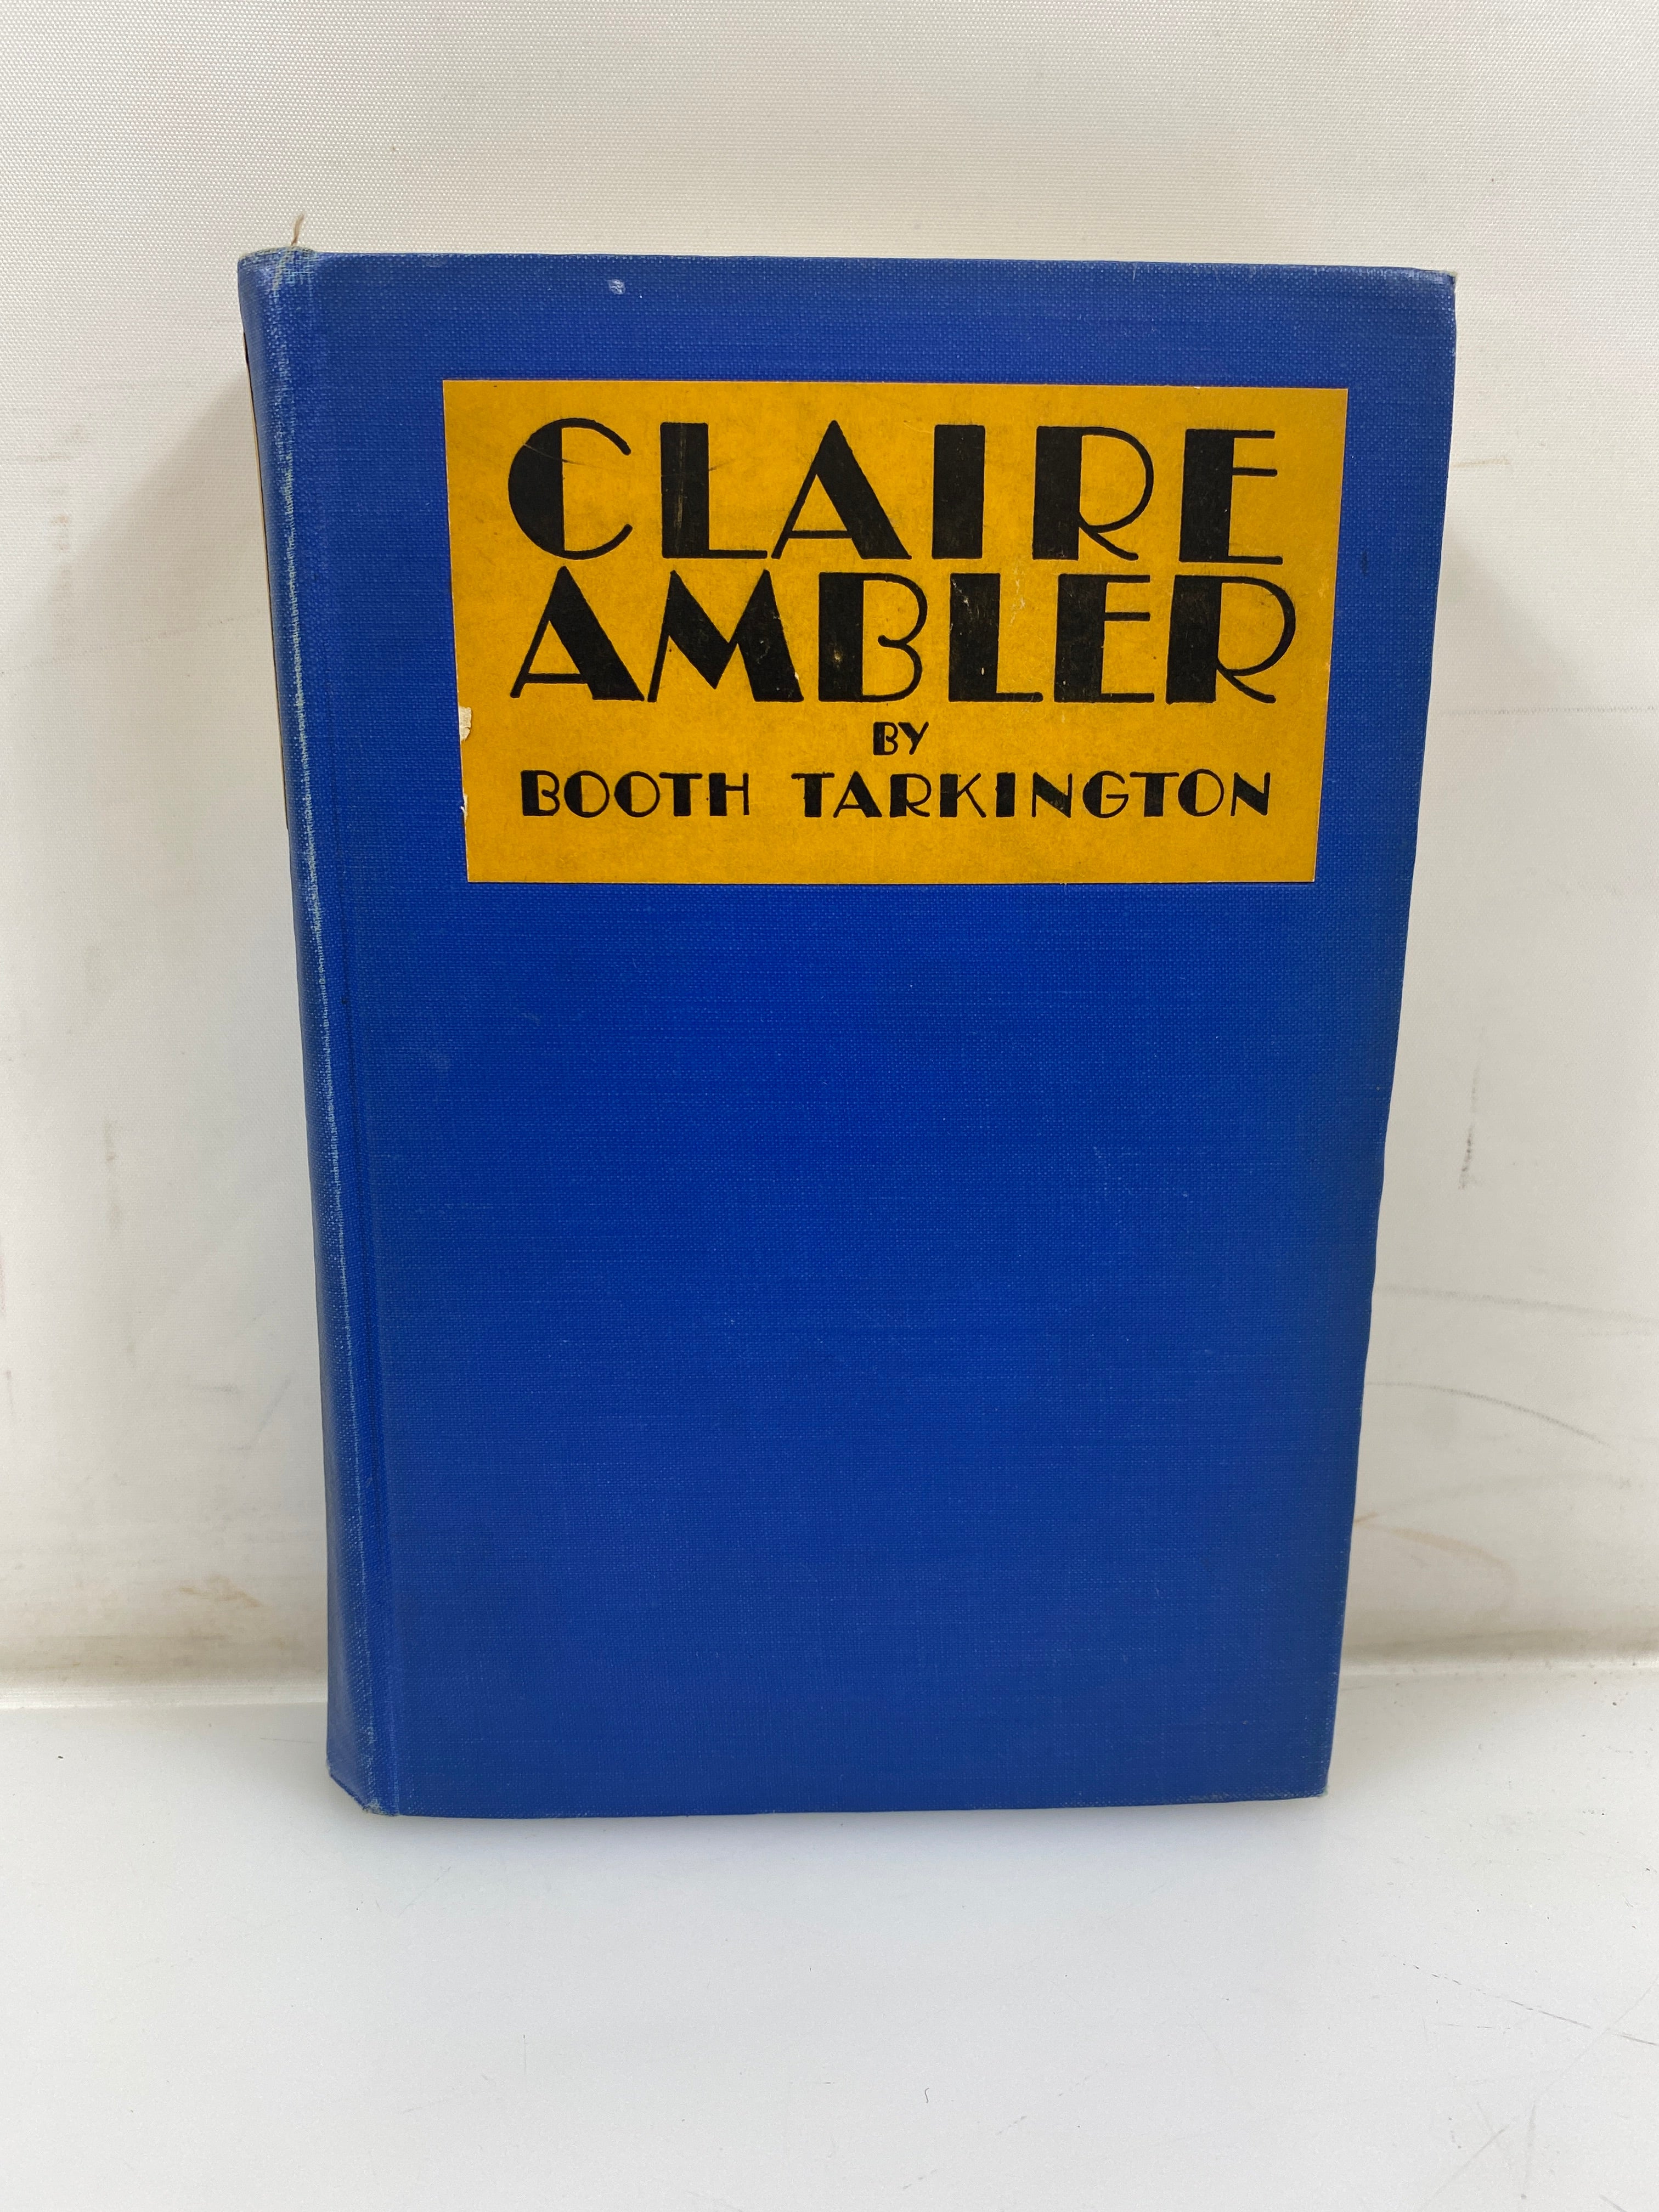 CLAIRE
AMBLER
BY
BOOTH TARKINGTON